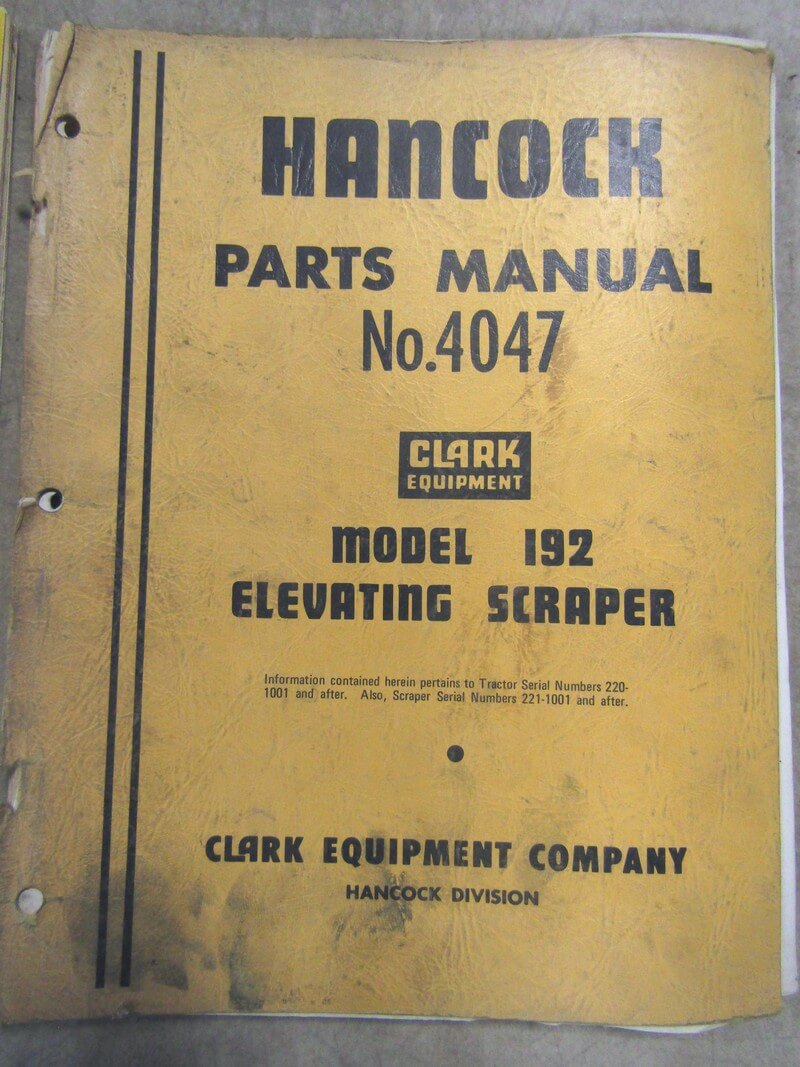 HANCOCK
PARTS MANUAL
No.4047
CLARK
EQUIPMENT
MODEL 192
ELEVATING SCRAPER
Information contained herein pertains to Tractor Serial Numbers 220-
1001 and after. Also, Scraper Serial Numbers 221-1001 and after.
CLARK EQUIPMENT COMPANY
HANCOCK DIVISION